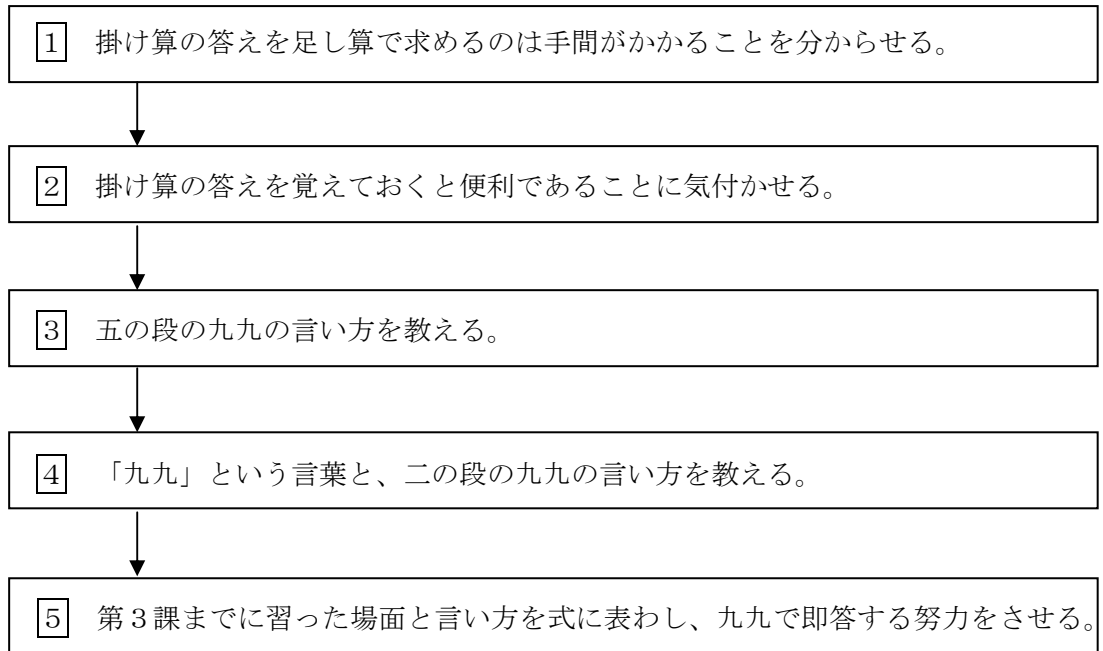 1 掛け算の答えを足し算で求めるのは手間がかかることを分からせる。
2 掛け算の答えを覚えておくと便利であることに気付かせる。
3 五の段の九九の言い方を教える。
4 「九九」という言葉と、二の段の九九の言い方を教える。
5 第3課までに習った場面と言い方を式に表わし、九九で即答する努力をさせる。